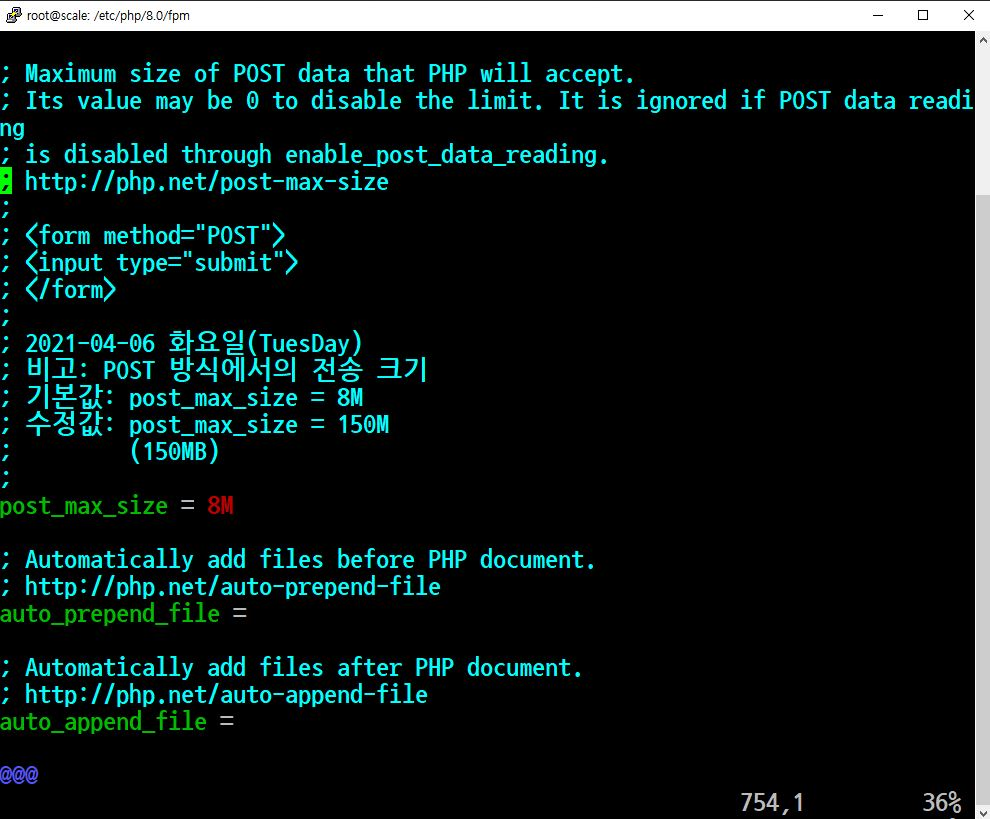 root@scale: /etc/php/8.0/fpm
; Maximum size of POST data that PHP will accept.
; Its value may be 0 to disable the limit. It is ignored if POST data readi
ng
; is disabled through enable_post_data_reading.
; http://php.net/post-max-size
;
; <form method="POST">
; <input type="submit">
; </form>
;
; 2021-04-06 화요일(TuesDay)
; 비고: POST 방식에서의 전송 크기
; 기본값: post_max_size = 8M
; 수정값: post_max_size = 150M
;         (150MB)
;
post_max_size = 8M
; Automatically add files before PHP document.
; http://php.net/auto-prepend-file
auto_prepend_file =
; Automatically add files after PHP document.
; http://php.net/auto-append-file
auto_append_file =
@@@
754,1 36%